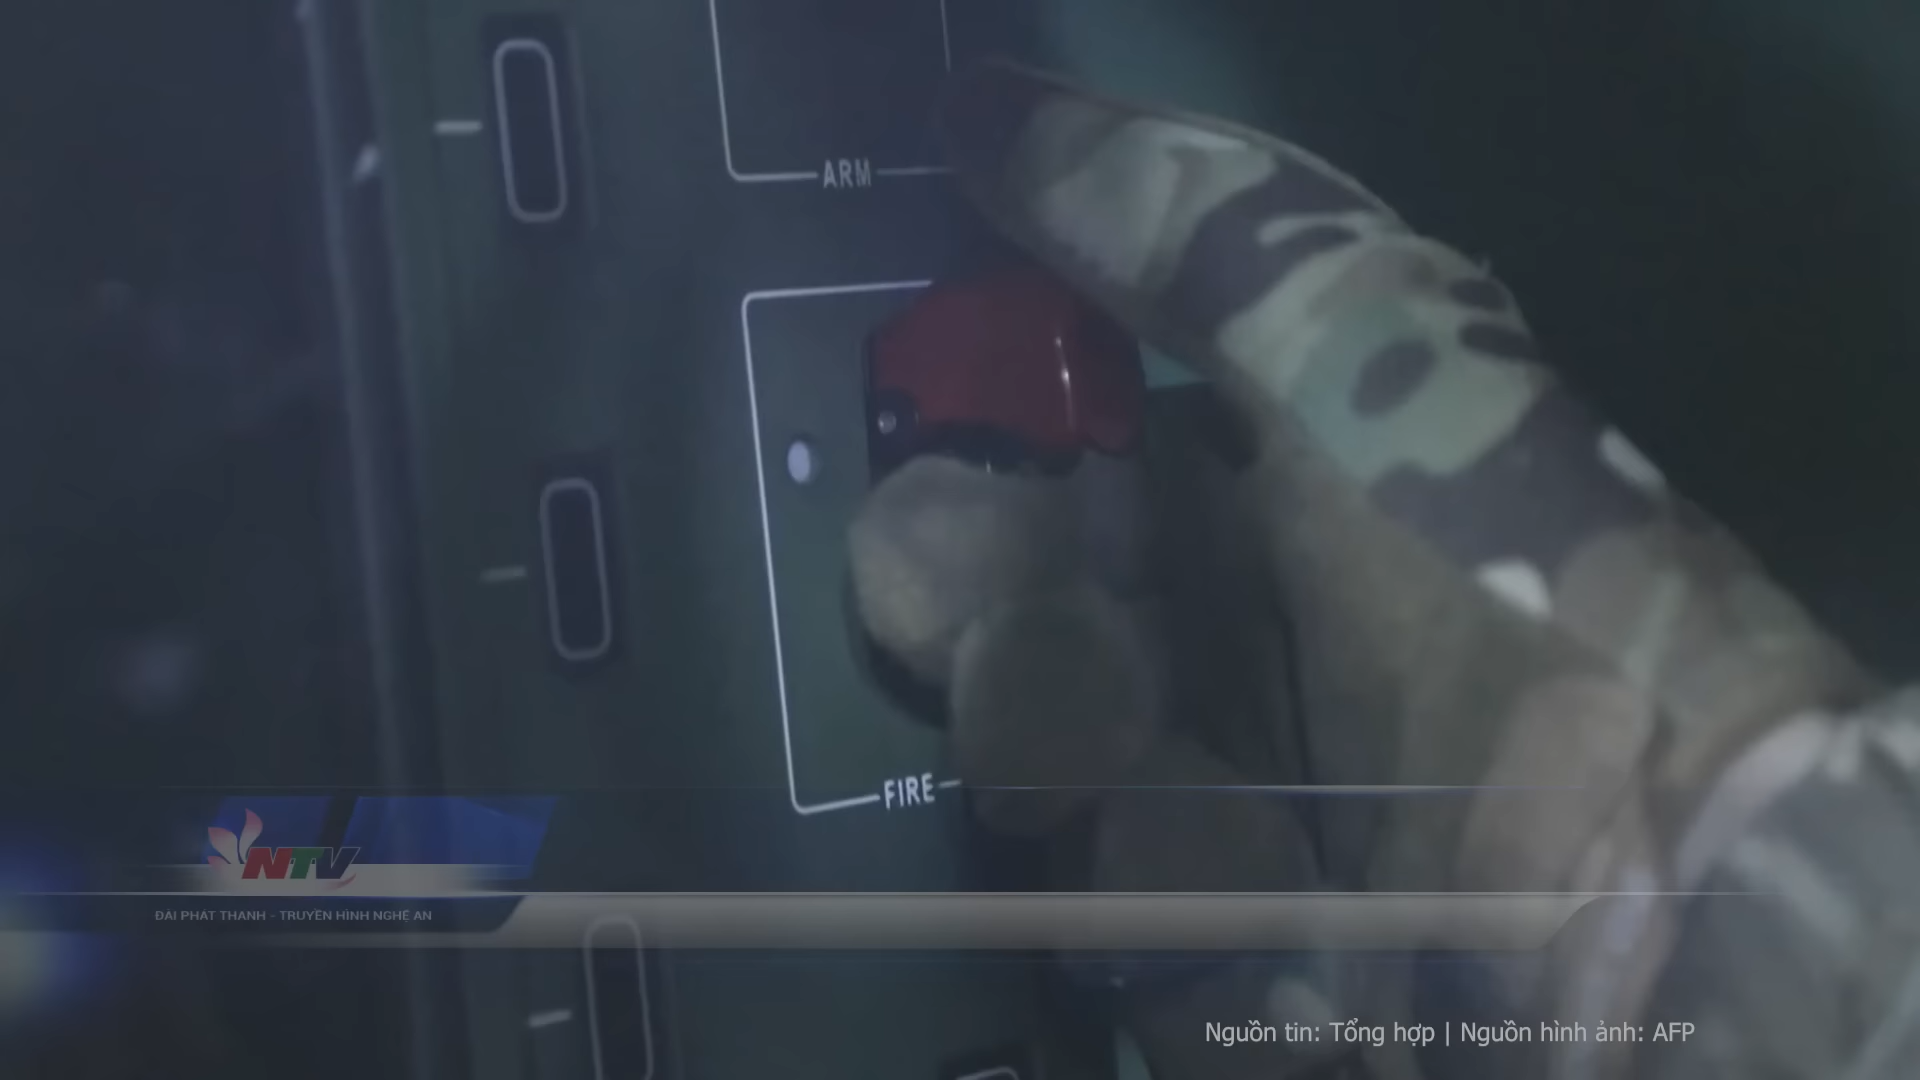 ARM
FIRE
NTV
ĐÀI PHÁT THANH - TRUYỀN HÌNH NGHỆ AN
Nguồn tin: Tổng hợp | Nguồn hình ảnh: AFP